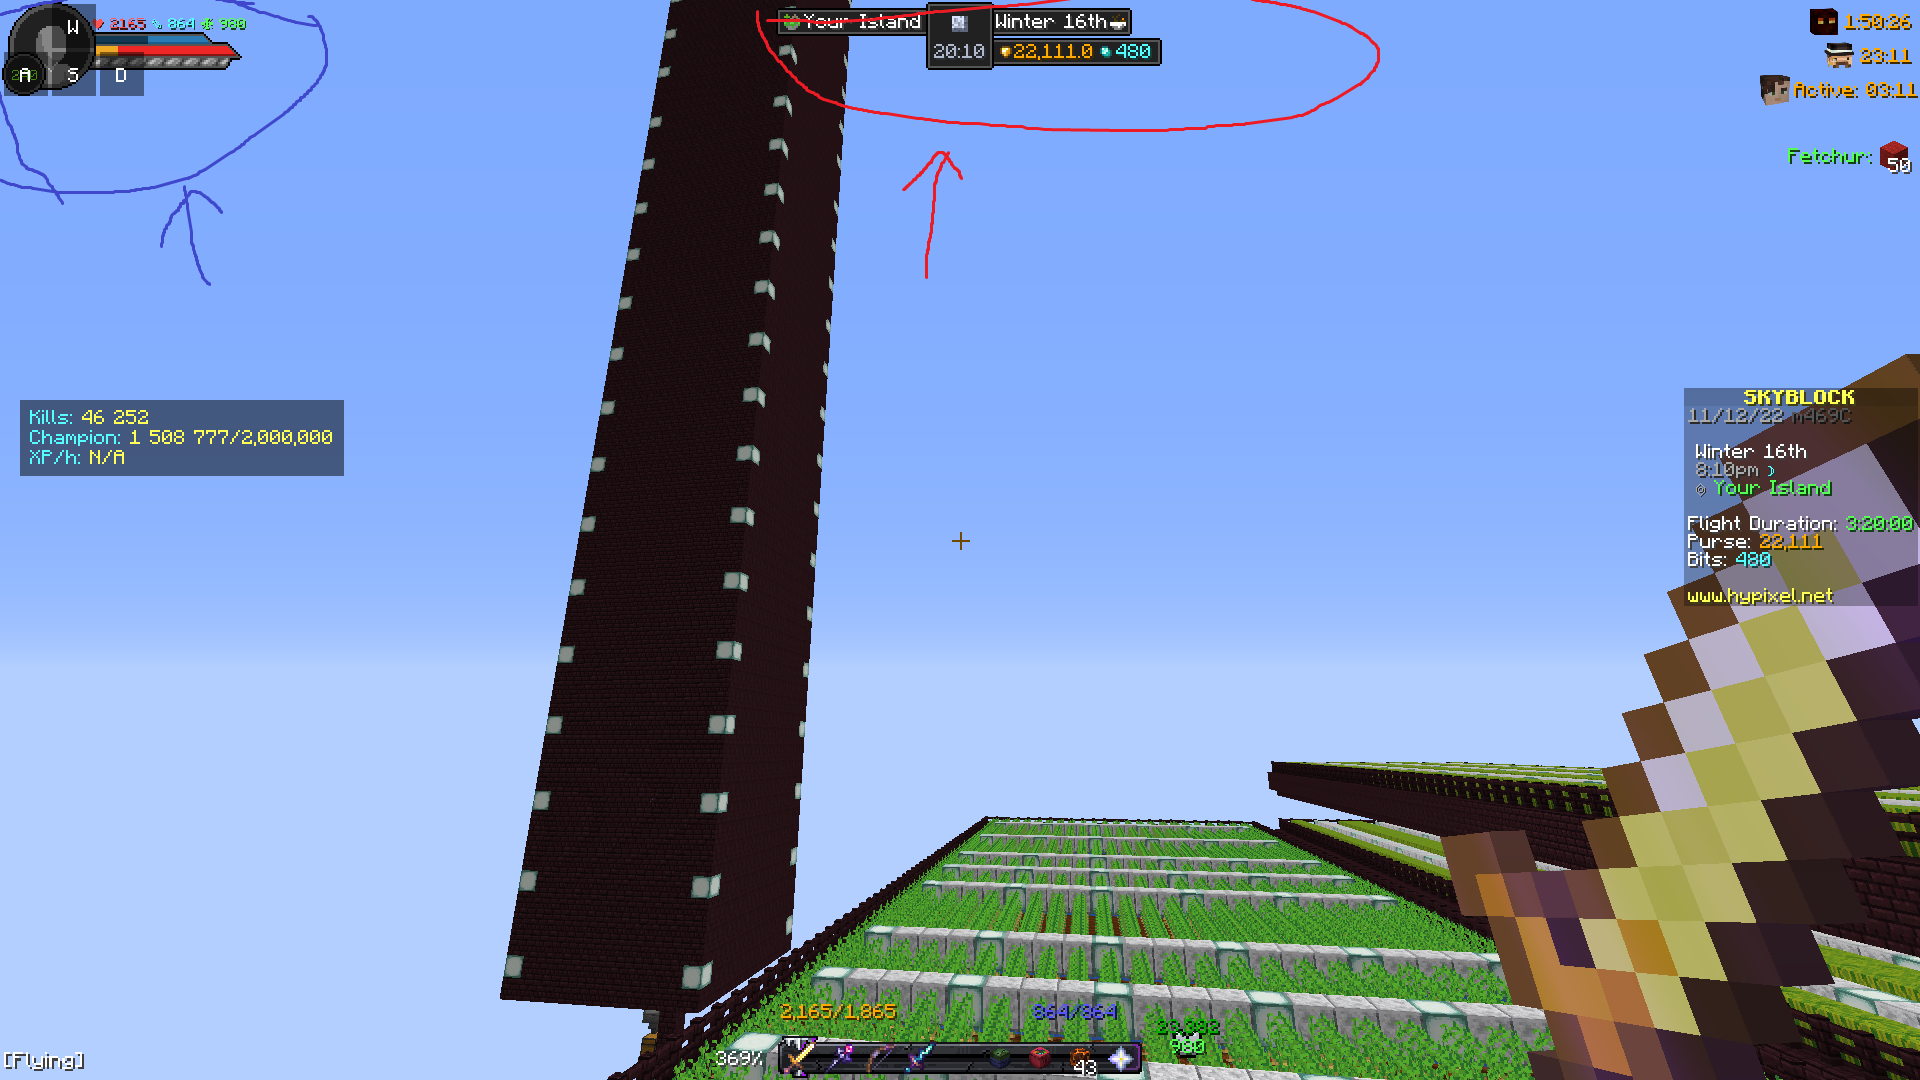 W
2165 864 980
A S D
Your Island
20:10
Winter 16th
22,111.0 480
1:50:26
23:11
Active: 03:11
Fetchur: 50
Kills: 46 252
Champion: 1 508 777/2,000,000
XP/h: N/A
SKYBLOCK
11/12/22 m469C
Winter 16th
8:10pm
Your Island
Flight Duration: 3:20:00
Purse: 22,111
Bits: 480
www.hypixel.net
2,165/1,865
864/864
980
369%
43
[Flying]